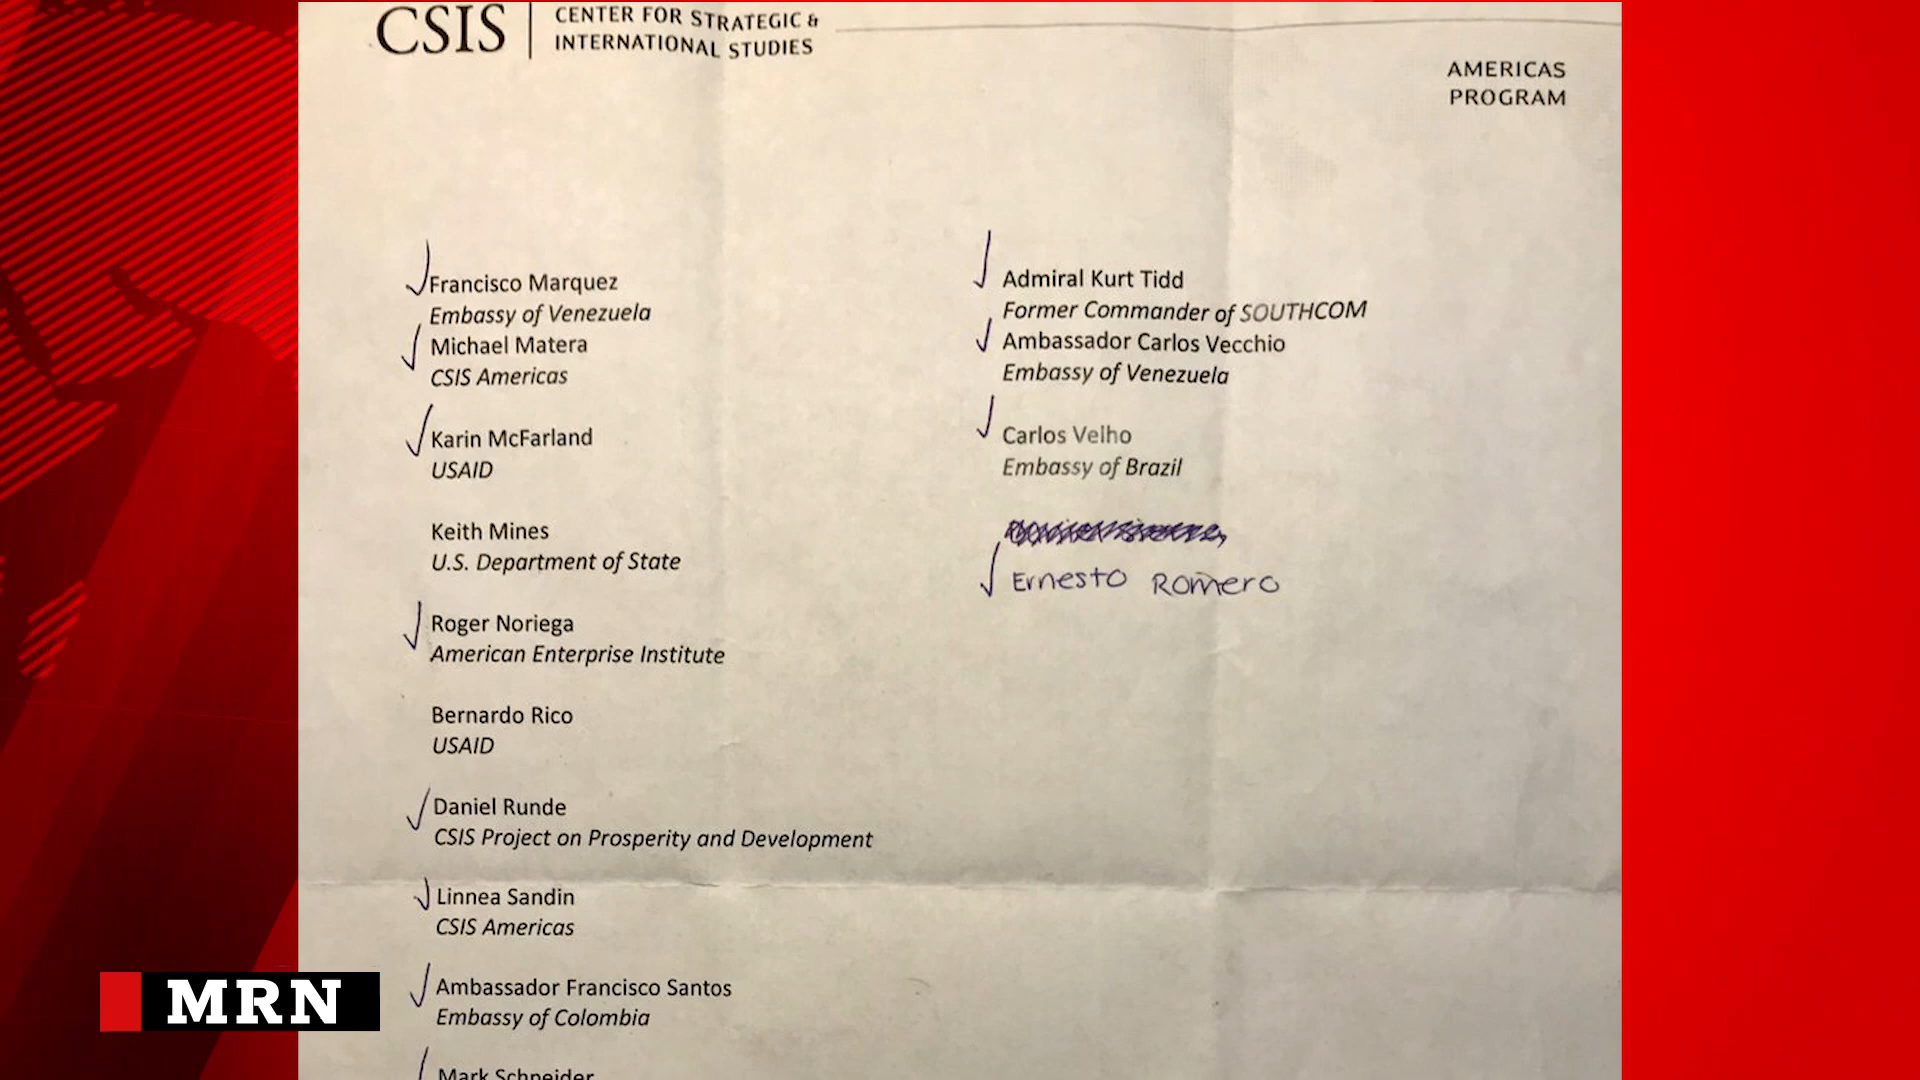 CSIS
CENTER FOR STRATEGIC &
INTERNATIONAL STUDIES
AMERICAS
PROGRAM
Francisco Marquez
Embassy of Venezuela
Michael Matera
CSIS Americas
Karin McFarland
USAID
Keith Mines
U.S. Department of State
Roger Noriega
American Enterprise Institute
Bernardo Rico
USAID
Daniel Runde
CSIS Project on Prosperity and Development
Linnea Sandin
CSIS Americas
Ambassador Francisco Santos
Embassy of Colombia
Mark Schneider
Admiral Kurt Tidd
Former Commander of SOUTHCOM
Ambassador Carlos Vecchio
Embassy of Venezuela
Carlos Velho
Embassy of Brazil
Ernesto Romero
MRN